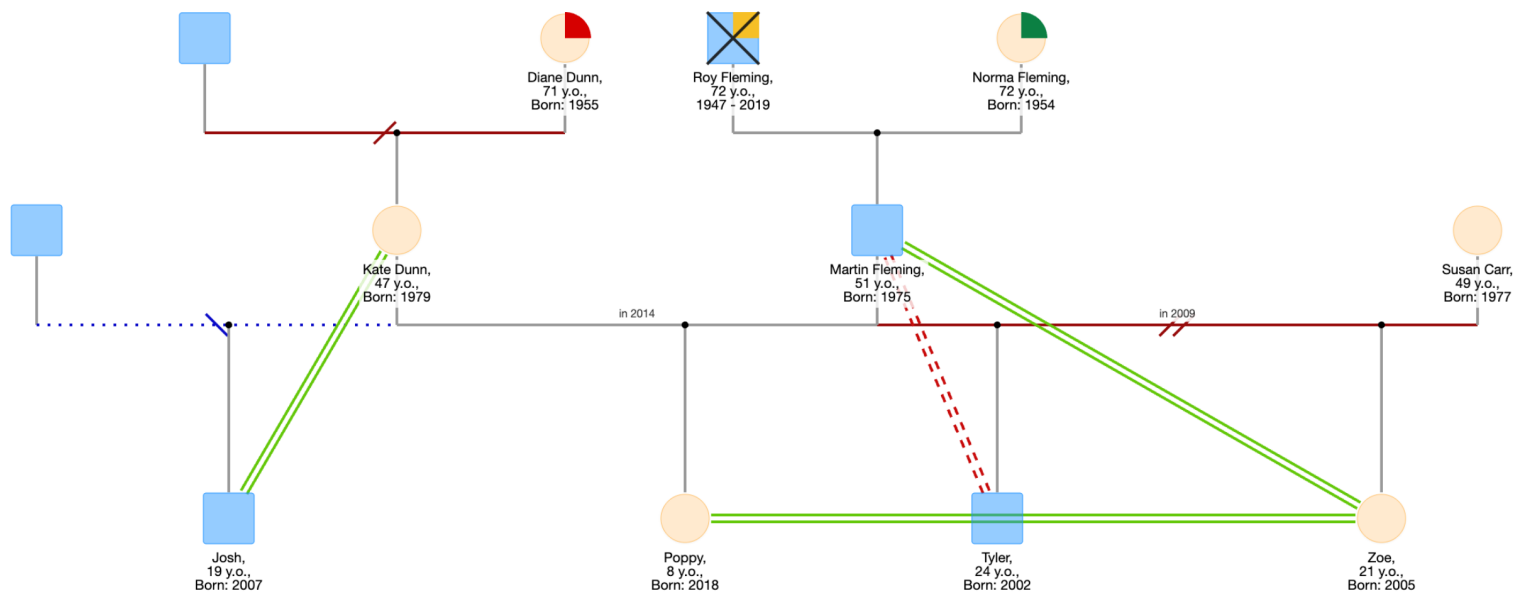 Diane Dunn,
71 y.o.,
Born: 1955
Roy Fleming,
72 y.o.,
1947 - 2019
Norma Fleming,
72 y.o.,
Born: 1954
Kate Dunn,
47 y.o.,
Born: 1979
Martin Fleming,
51 y.o.,
Born: 1975
Susan Carr,
49 y.o.,
Born: 1977
in 2014
in 2009
Josh,
19 y.o.,
Born: 2007
Poppy,
8 y.o.,
Born: 2018
Tyler,
24 y.o.,
Born: 2002
Zoe,
21 y.o.,
Born: 2005